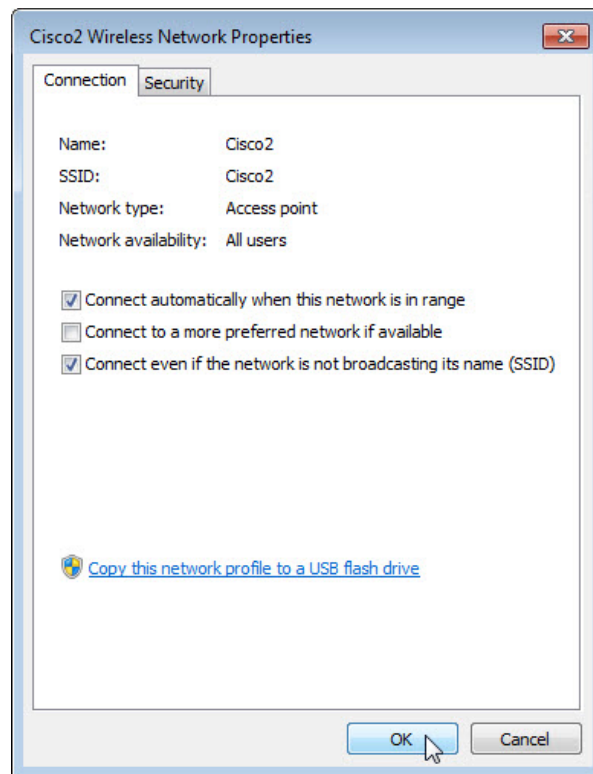 Cisco2 Wireless Network Properties
Connection Security
Name: Cisco2
SSID: Cisco2
Network type: Access point
Network availability: All users
Connect automatically when this network is in range
Connect to a more preferred network if available
Connect even if the network is not broadcasting its name (SSID)
Copy this network profile to a USB flash drive
OK Cancel